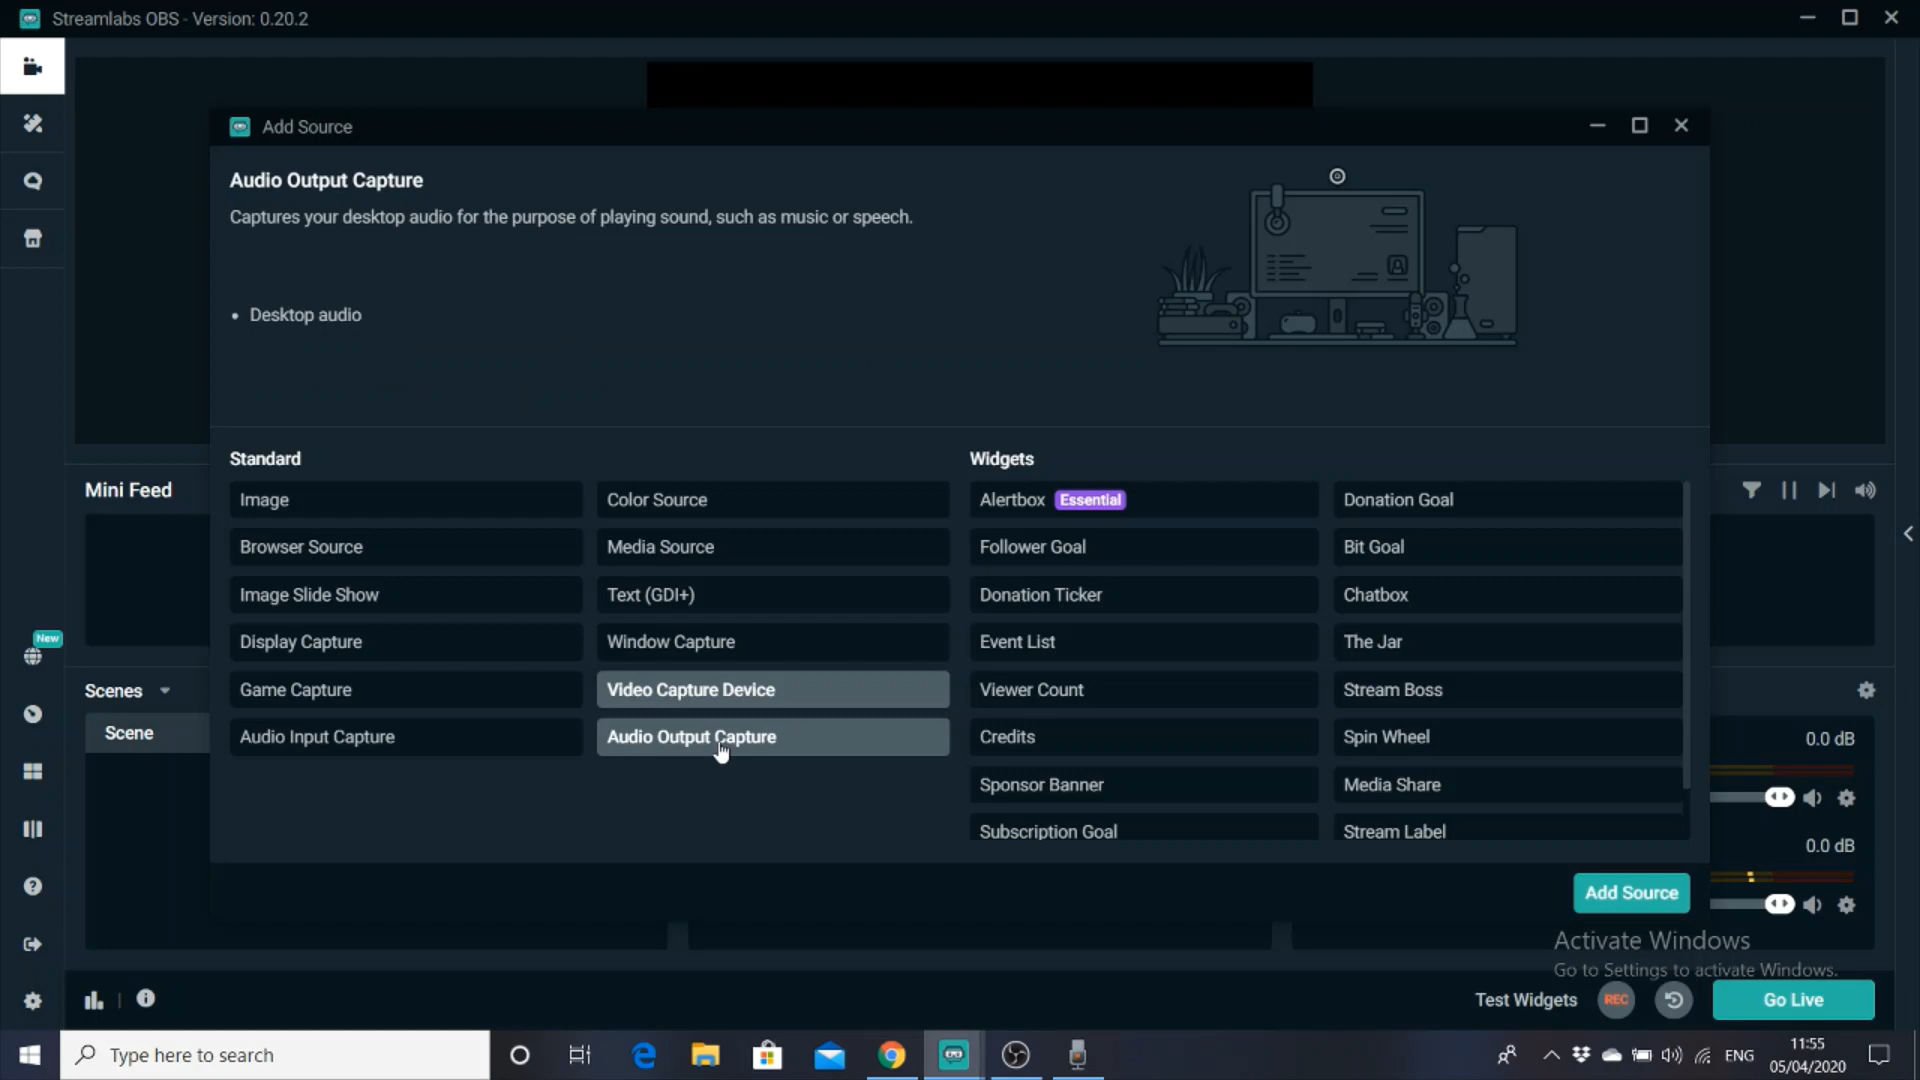 Streamlabs OBS - Version: 0.20.2
Add Source
Audio Output Capture
Captures your desktop audio for the purpose of playing sound, such as music or speech.
• Desktop audio
Standard
Widgets
Image
Color Source
Alertbox Essential
Donation Goal
Browser Source
Media Source
Follower Goal
Bit Goal
Image Slide Show
Text (GDI+)
Donation Ticker
Chatbox
Display Capture
Window Capture
Event List
The Jar
Game Capture
Video Capture Device
Viewer Count
Stream Boss
Audio Input Capture
Audio Output Capture
Credits
Spin Wheel
Sponsor Banner
Media Share
Subscription Goal
Stream Label
Add Source
Mini Feed
New
Scenes
Scene
0.0 dB
0.0 dB
Activate Windows
Go to Settings to activate Windows.
Test Widgets
REC
Go Live
Type here to search
ENG
11:55
05/04/2020